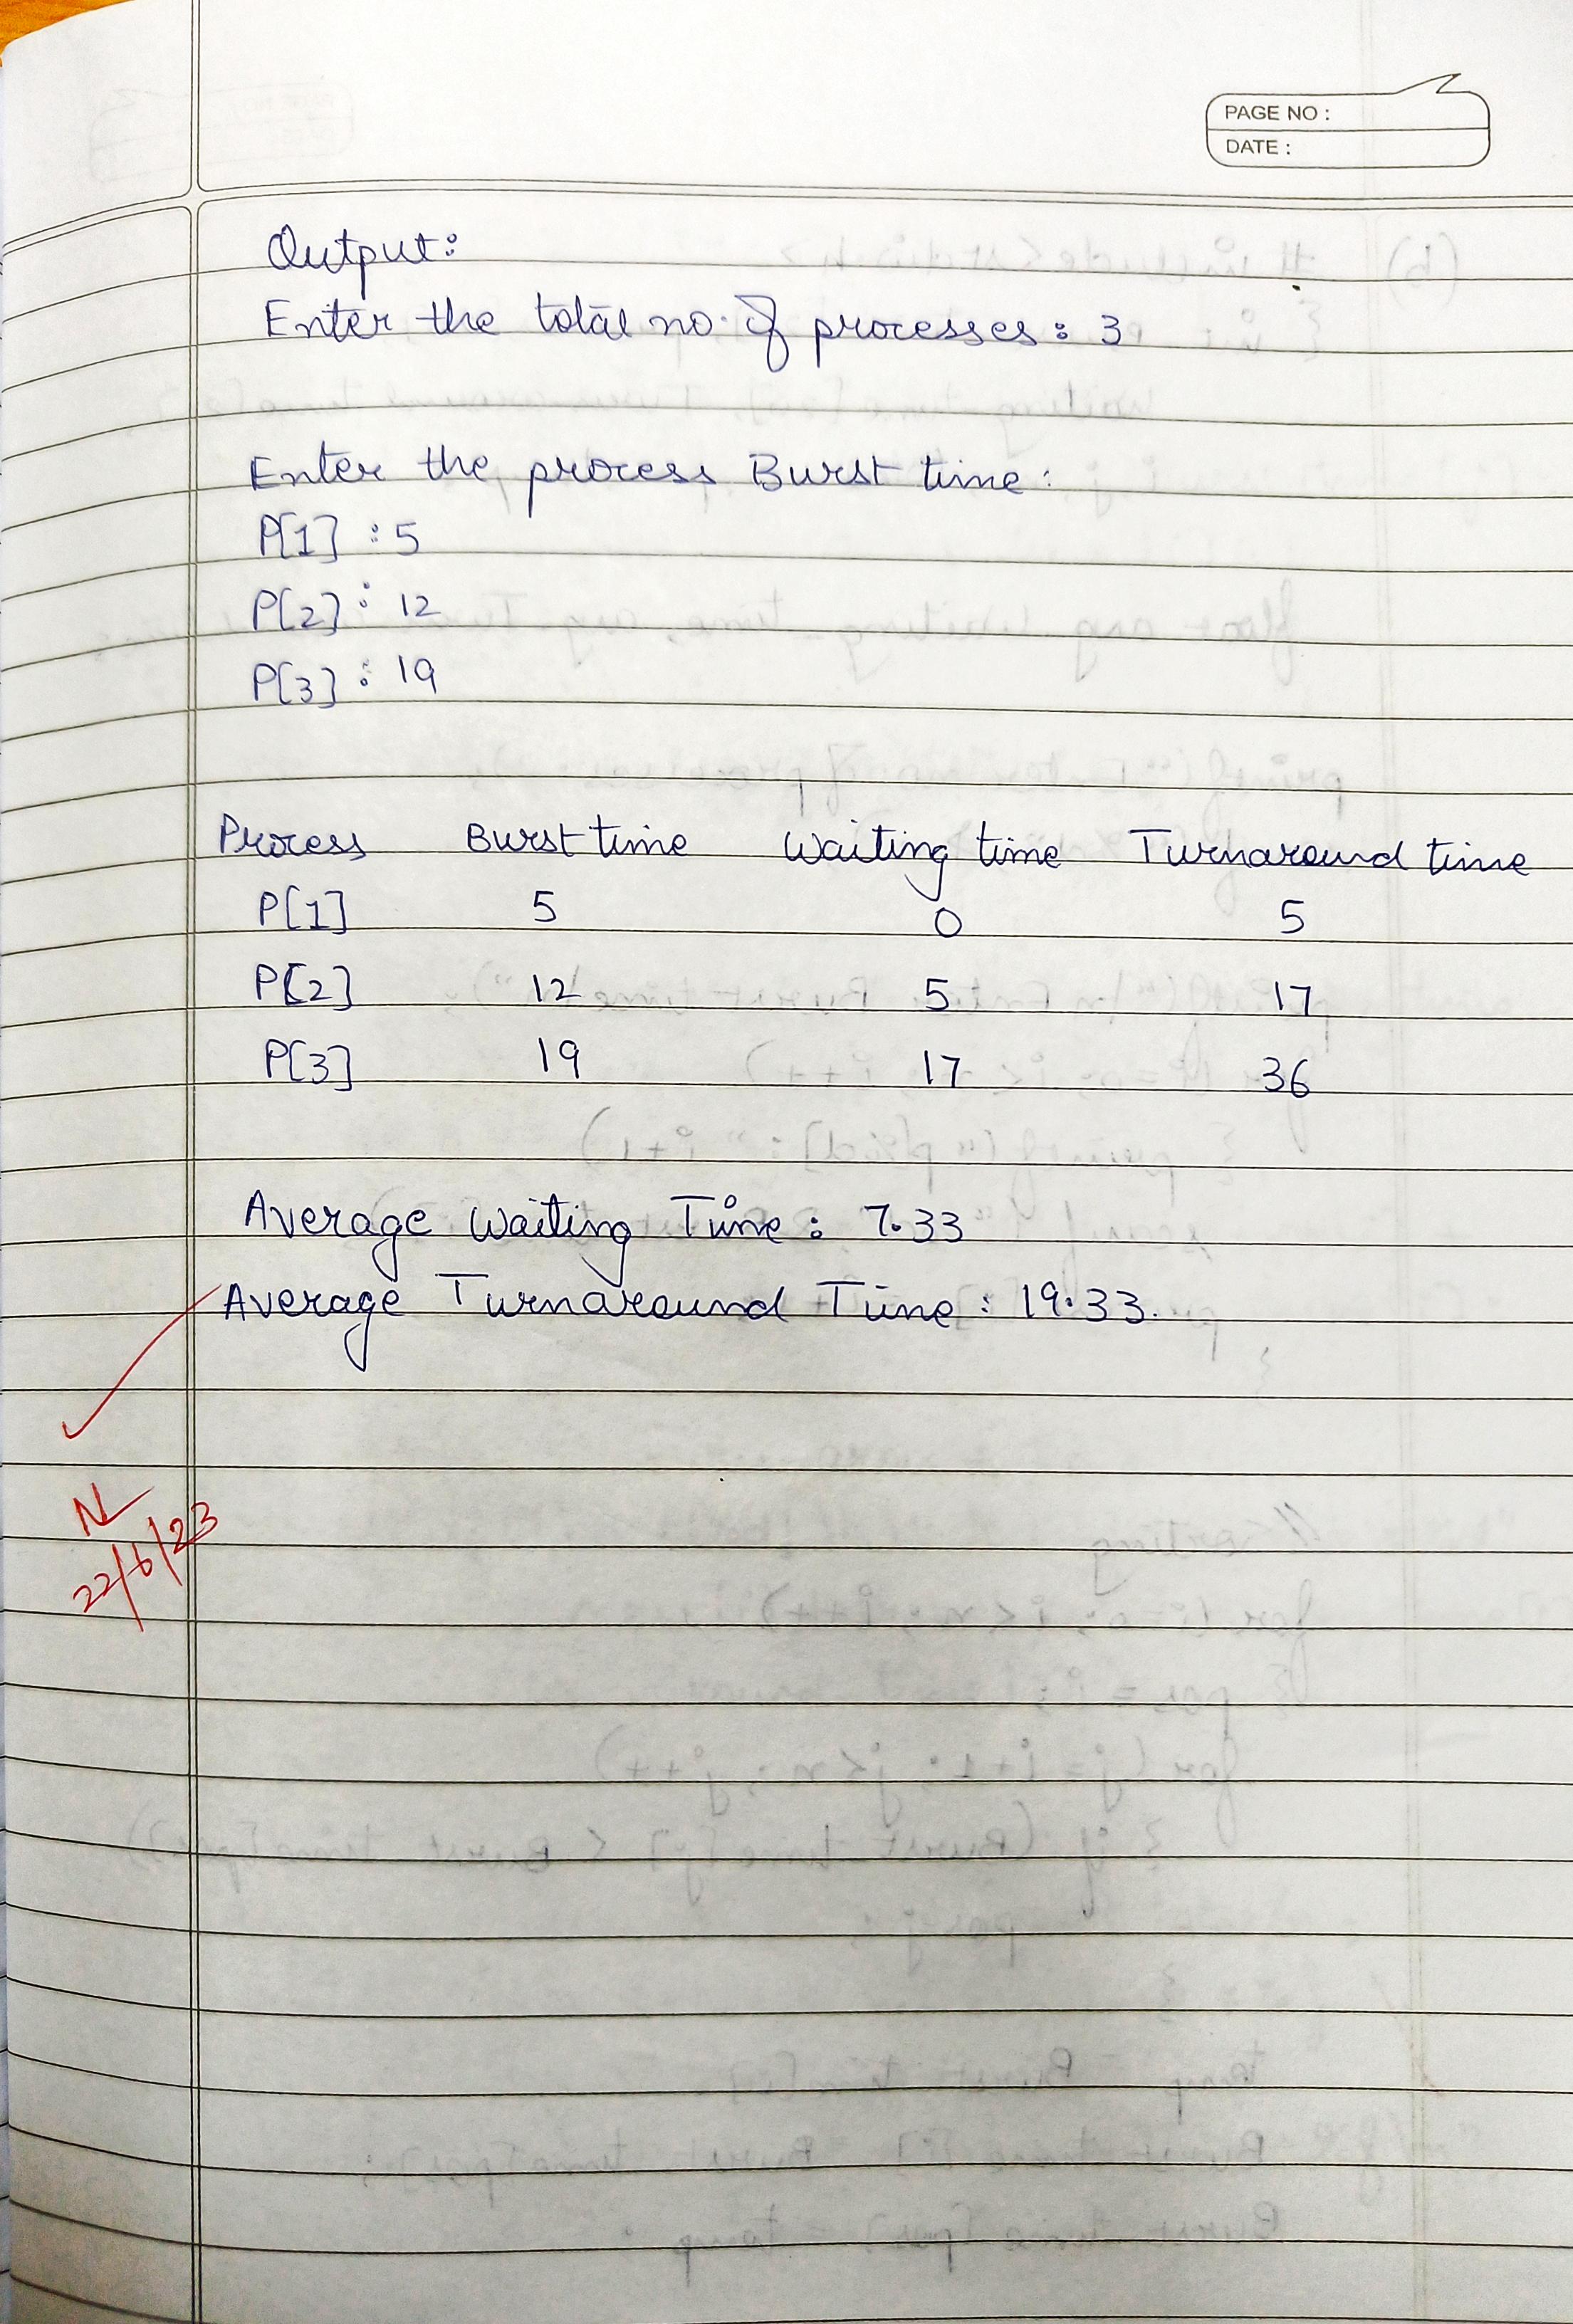 PAGE NO :
DATE :
Output:
Enter the total no. of processes : 3
Enter the process Burst time :
P[1] : 5
P[2] : 12
P[3] : 19
Process Burst time Waiting time Turnaround time
P[1] 5 0 5
P[2] 12 5 17
P[3] 19 17 36
Average Waiting Time : 7.33
Average Turnaround Time : 19.33.
22/6/23